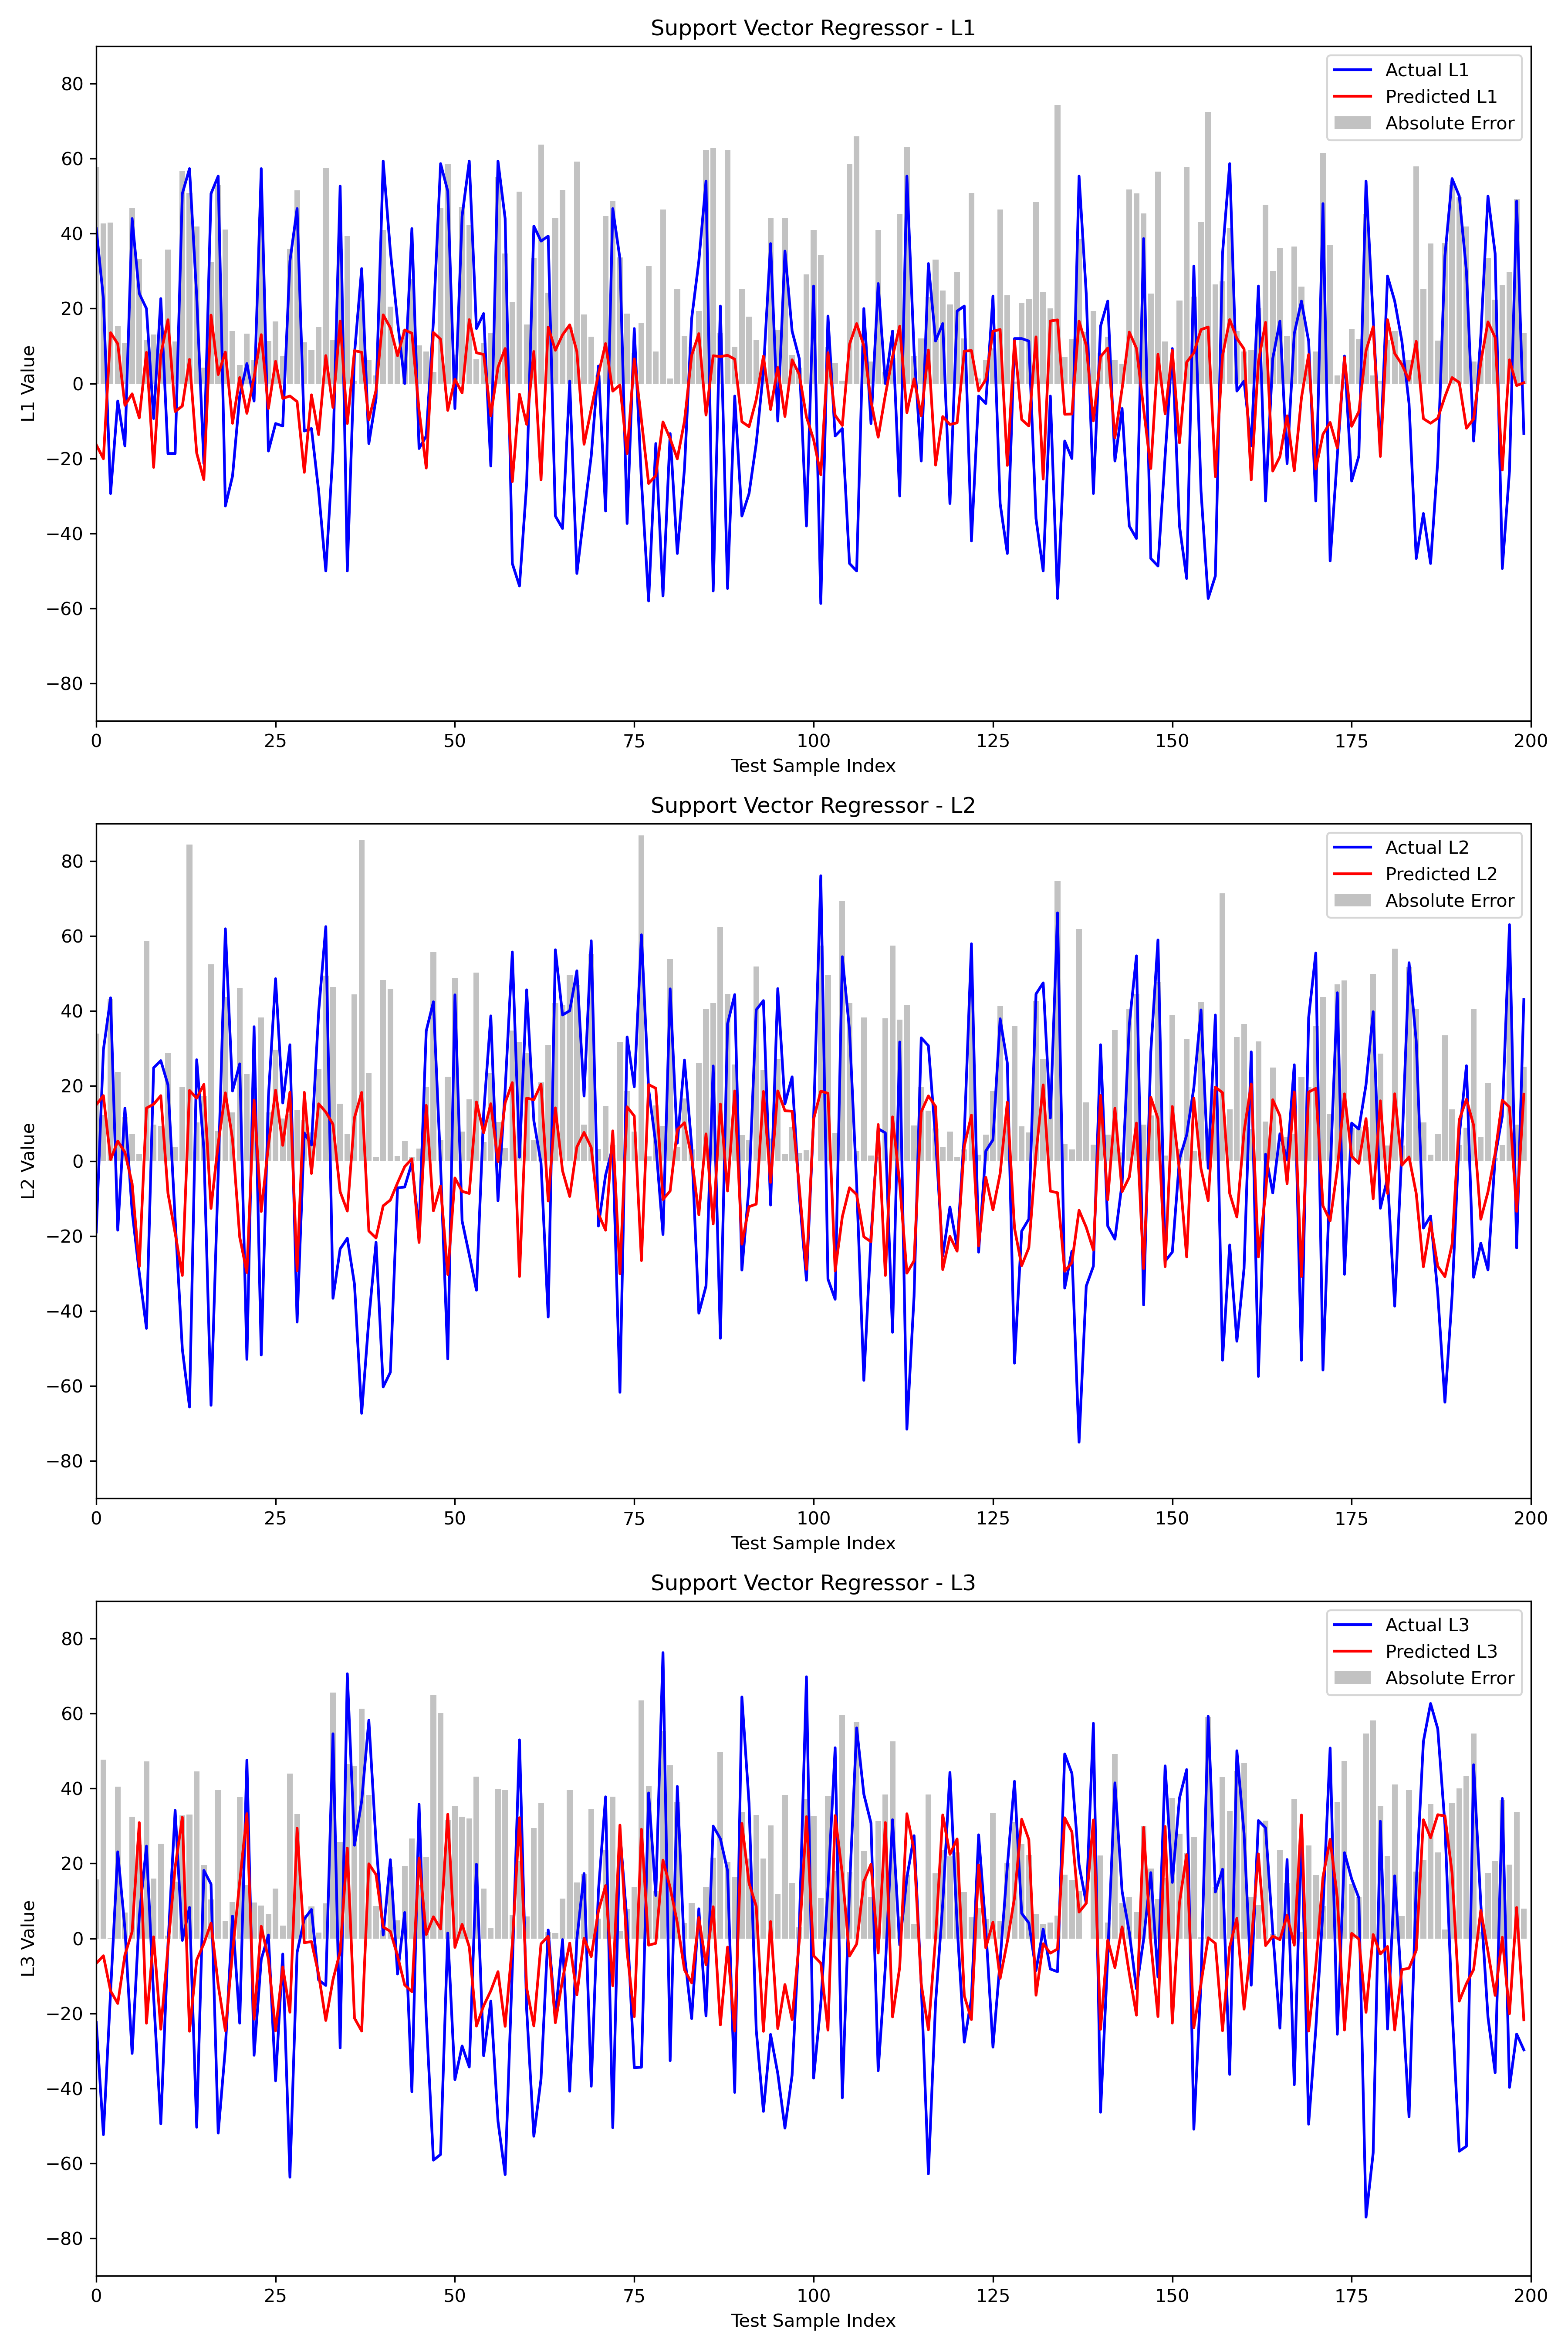 Support Vector Regressor - L1
Actual L1
Predicted L1
Absolute Error
L1 Value
80
60
40
20
0
−20
−40
−60
−80
0 25 50 75 100 125 150 175 200
Test Sample Index
Support Vector Regressor - L2
Actual L2
Predicted L2
Absolute Error
L2 Value
80
60
40
20
0
−20
−40
−60
−80
0 25 50 75 100 125 150 175 200
Test Sample Index
Support Vector Regressor - L3
Actual L3
Predicted L3
Absolute Error
L3 Value
80
60
40
20
0
−20
−40
−60
−80
0 25 50 75 100 125 150 175 200
Test Sample Index